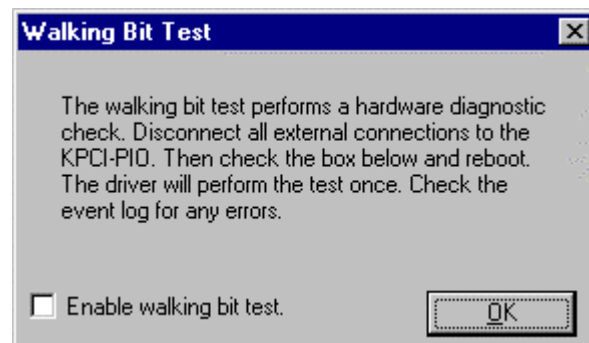 Walking Bit Test
The walking bit test performs a hardware diagnostic
check. Disconnect all external connections to the
KPCI-PIO. Then check the box below and reboot.
The driver will perform the test once. Check the
event log for any errors.
Enable walking bit test.
OK